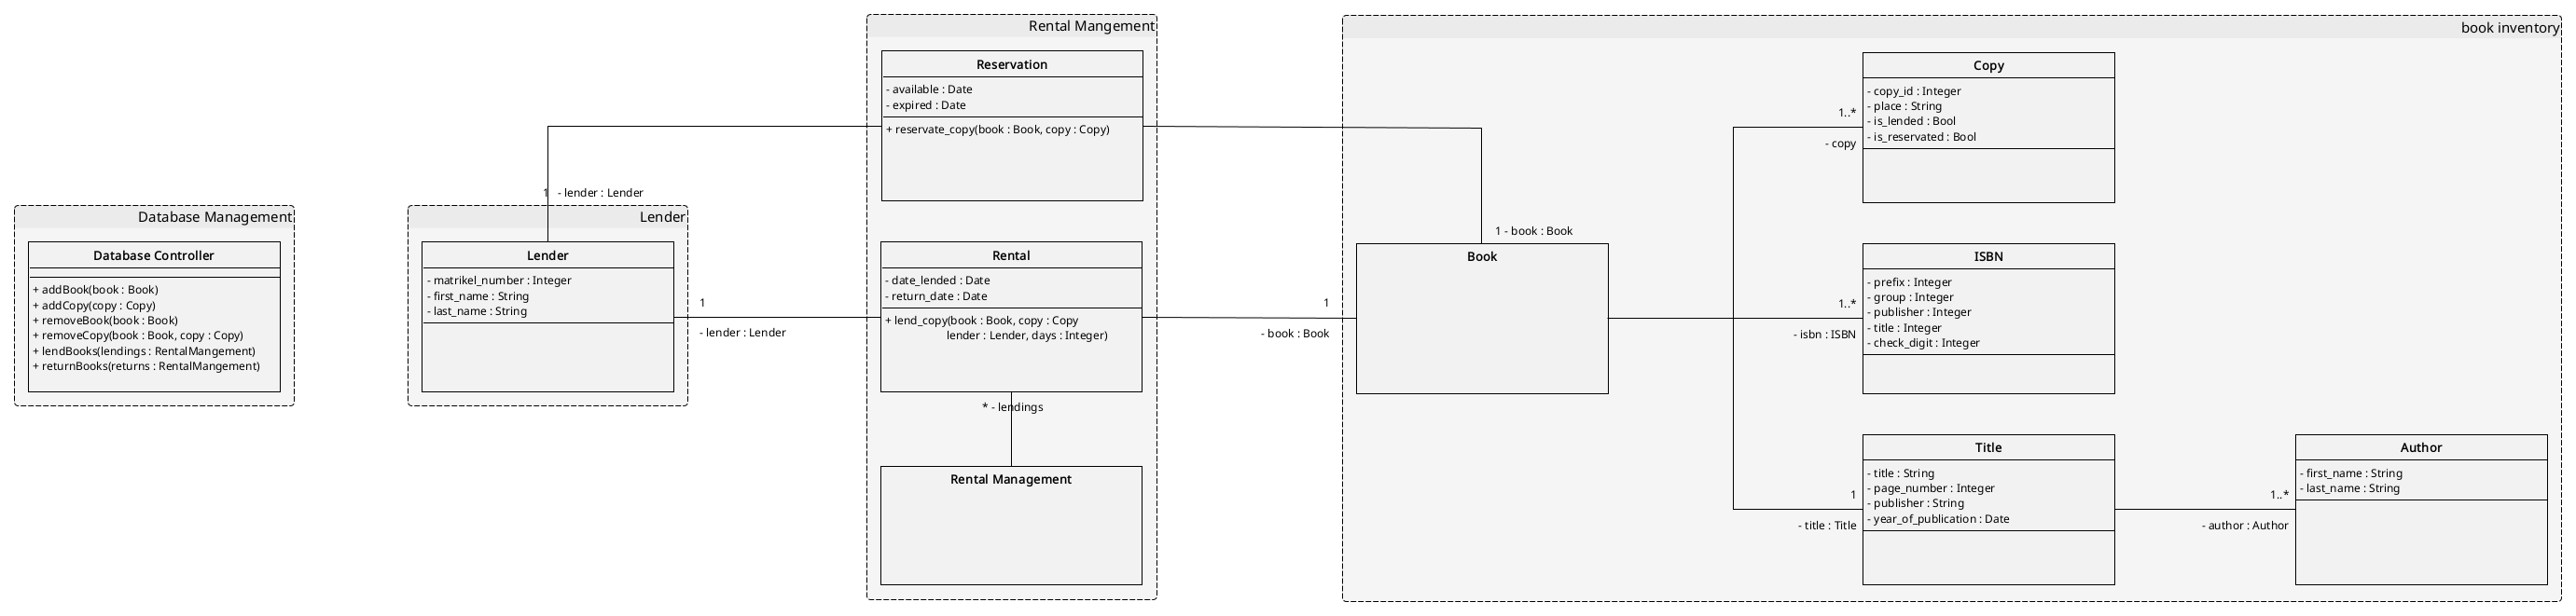 Rental Mangement
book inventory
Reservation
- available : Date
- expired : Date
+ reservate_copy(book : Book, copy : Copy)
Copy
- copy_id : Integer
- place : String
- is_lended : Bool
- is_reservated : Bool
1..*
- copy
1 - lender : Lender
Database Management
Database Controller
+ addBook(book : Book)
+ addCopy(copy : Copy)
+ removeBook(book : Book)
+ removeCopy(book : Book, copy : Copy)
+ lendBooks(lendings : RentalMangement)
+ returnBooks(returns : RentalMangement)
Lender
Lender
- matrikel_number : Integer
- first_name : String
- last_name : String
1
- lender : Lender
Rental
- date_lended : Date
- return_date : Date
+ lend_copy(book : Book, copy : Copy
lender : Lender, days : Integer)
1
- book : Book
1 - book : Book
Book
ISBN
- prefix : Integer
- group : Integer
- publisher : Integer
- title : Integer
- check_digit : Integer
1..*
- isbn : ISBN
* - lendings
Rental Management
Title
- title : String
- page_number : Integer
- publisher : String
- year_of_publication : Date
1
- title : Title
Author
- first_name : String
- last_name : String
1..*
- author : Author